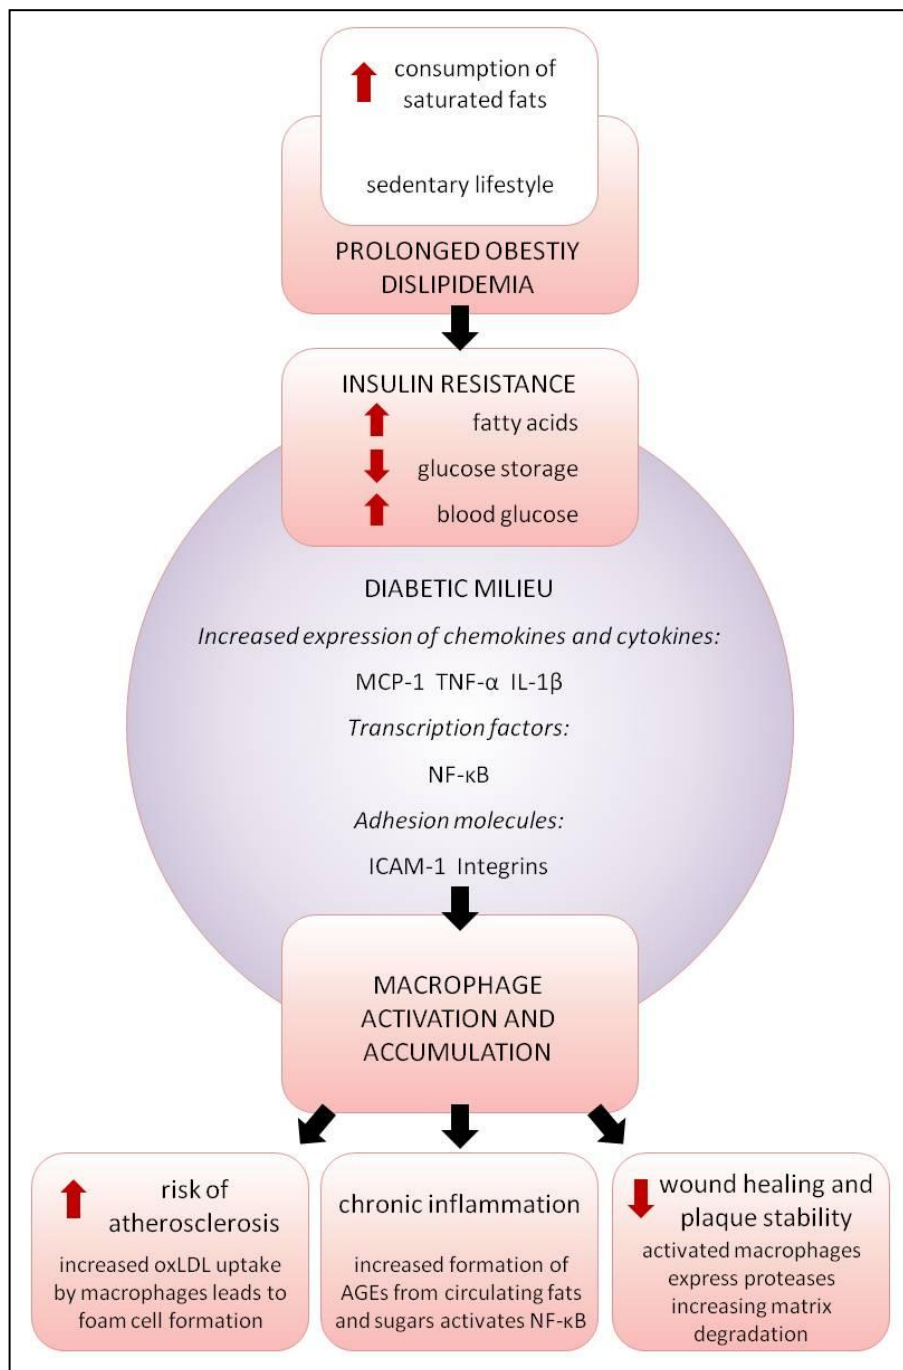 consumption of
saturated fats
sedentary lifestyle
PROLONGED OBESTIY
DISLIPIDEMIA
INSULIN RESISTANCE
fatty acids
glucose storage
blood glucose
DIABETIC MILIEU
Increased expression of chemokines and cytokines:
MCP-1 TNF-α IL-1β
Transcription factors:
NF-κB
Adhesion molecules:
ICAM-1 Integrins
MACROPHAGE
ACTIVATION AND
ACCUMULATION
risk of
atherosclerosis
increased oxLDL uptake
by macrophages leads to
foam cell formation
chronic inflammation
increased formation of
AGEs from circulating fats
and sugars activates NF-κB
wound healing and
plaque stability
activated macrophages
express proteases
increasing matrix
degradation